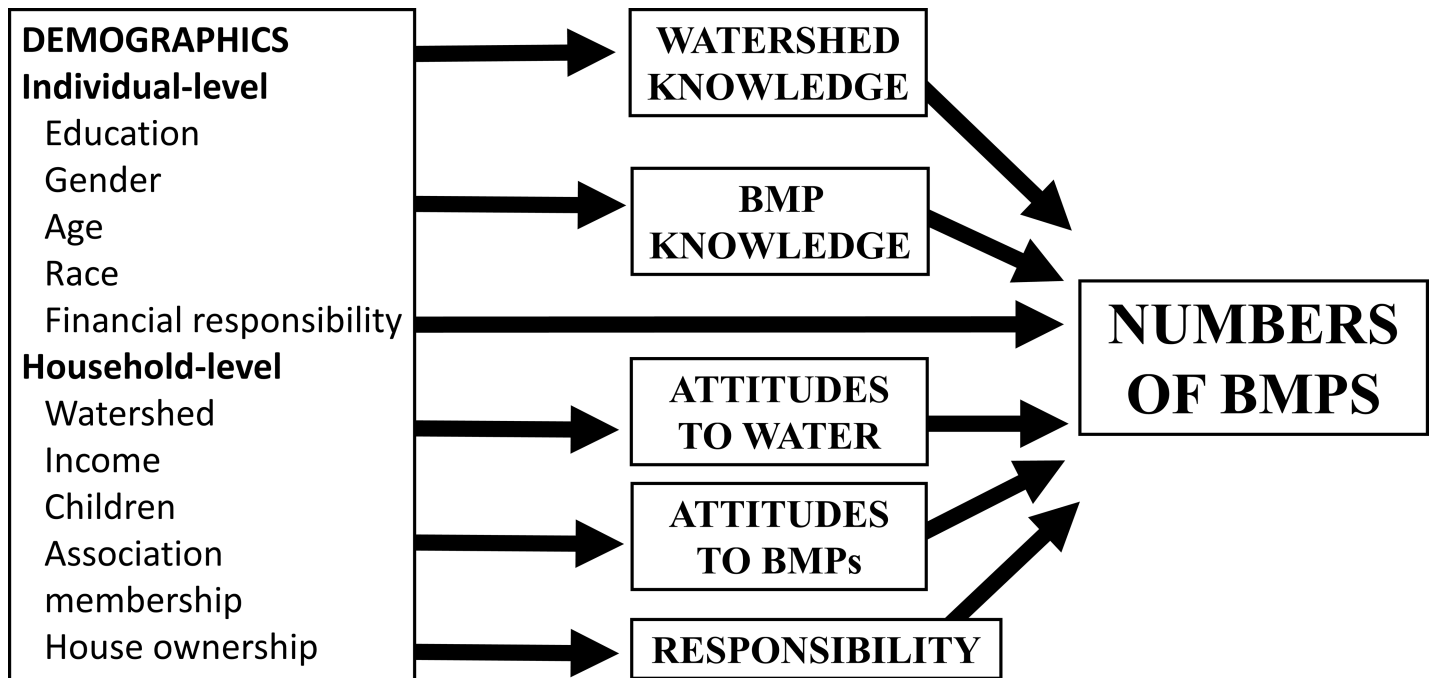 DEMOGRAPHICS
Individual-level
Education
Gender
Age
Race
Financial responsibility
Household-level
Watershed
Income
Children
Association
membership
House ownership
WATERSHED
KNOWLEDGE
BMP
KNOWLEDGE
ATTITUDES
TO WATER
ATTITUDES
TO BMPs
RESPONSIBILITY
NUMBERS
OF BMPS